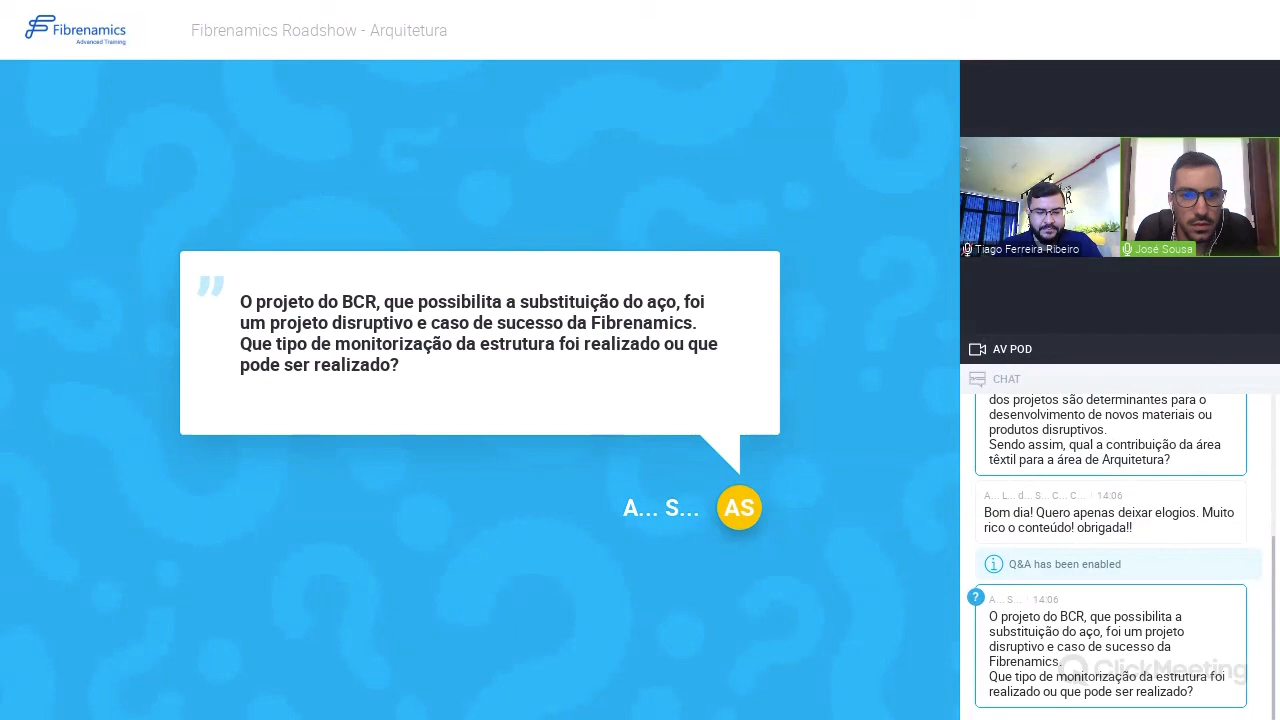 Fibrenamics
Advanced Training
Fibrenamics Roadshow - Arquitetura
O projeto do BCR, que possibilita a substituição do aço, foi
um projeto disruptivo e caso de sucesso da Fibrenamics.
Que tipo de monitorização da estrutura foi realizado ou que
pode ser realizado?
A... S...
AS
Tiago Ferreira Ribeiro
José Sousa
AV POD
CHAT
dos projetos são determinantes para o
desenvolvimento de novos materiais ou
produtos disruptivos.
Sendo assim, qual a contribuição da área
têxtil para a área de Arquitetura?
A... L... d... S... C... C... 14:06
Bom dia! Quero apenas deixar elogios. Muito
rico o conteúdo! obrigada!!
Q&A has been enabled
?
A... S... 14:06
O projeto do BCR, que possibilita a
substituição do aço, foi um projeto
disruptivo e caso de sucesso da
Fibrenamics.
Que tipo de monitorização da estrutura foi
realizado ou que pode ser realizado?
ClickMeeting